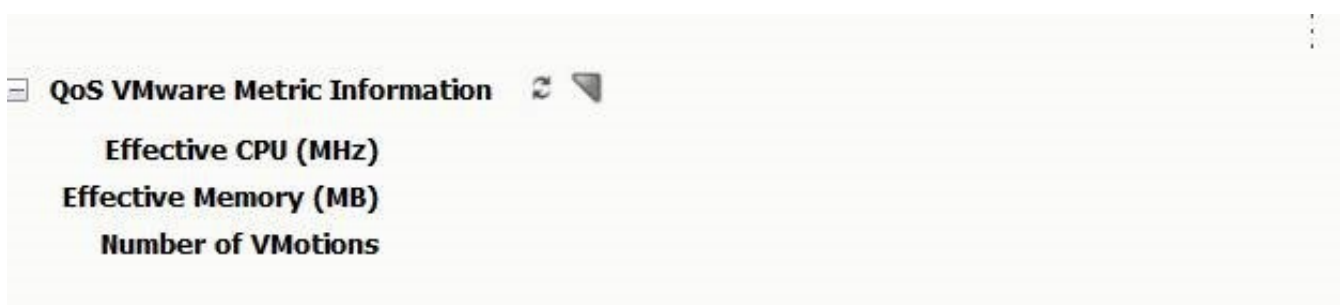 QoS VMware Metric Information
Effective CPU (MHz)
Effective Memory (MB)
Number of VMotions